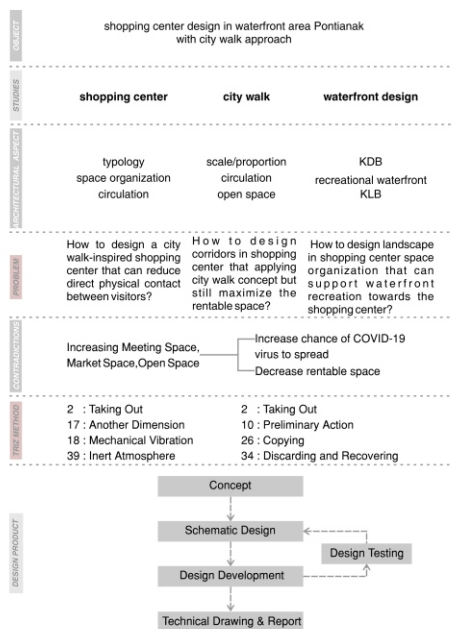 OBJECT
shopping center design in waterfront area Pontianak
with city walk approach
STUDIES
shopping center
city walk
waterfront design
ARCHITECTURAL ASPECT
typology
space organization
circulation
scale/proportion
circulation
open space
KDB
recreational waterfront
KLB
PROBLEM
How to design a city
walk-inspired shopping
center that can reduce
direct physical contact
between visitors?
How to design
corridors in shopping
center that applying
city walk concept but
still maximize the
rentable space?
How to design landscape
in shopping center space
organization that can
support waterfront
recreation towards the
shopping center?
CONTRADICTIONS
Increasing Meeting Space,
Market Space,Open Space
Increase chance of COVID-19
virus to spread
Decrease rentable space
TRIZ METHOD
2 : Taking Out
17 : Another Dimension
18 : Mechanical Vibration
39 : Inert Atmosphere
2 : Taking Out
10 : Preliminary Action
26 : Copying
34 : Discarding and Recovering
DESIGN PRODUCT
Concept
Schematic Design
Design Testing
Design Development
Technical Drawing & Report